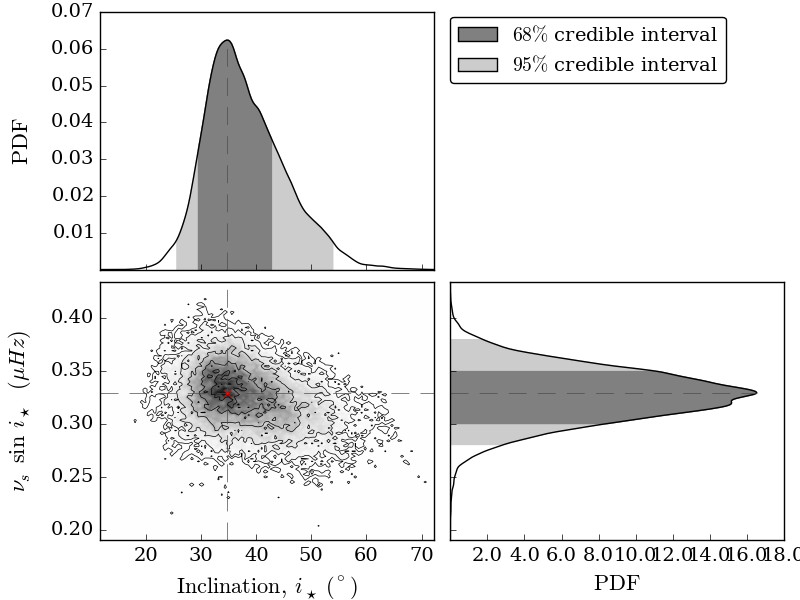 0.07
0.06
0.05
0.04
0.03
0.02
0.01
PDF
68% credible interval
95% credible interval
0.40
0.35
0.30
0.25
0.20
ν_s sin i_⋆ (μHz)
20 30 40 50 60 70
Inclination, i_⋆ (°)
2.0 4.0 6.0 8.0 10.0 12.0 14.0 16.0 18.0
PDF